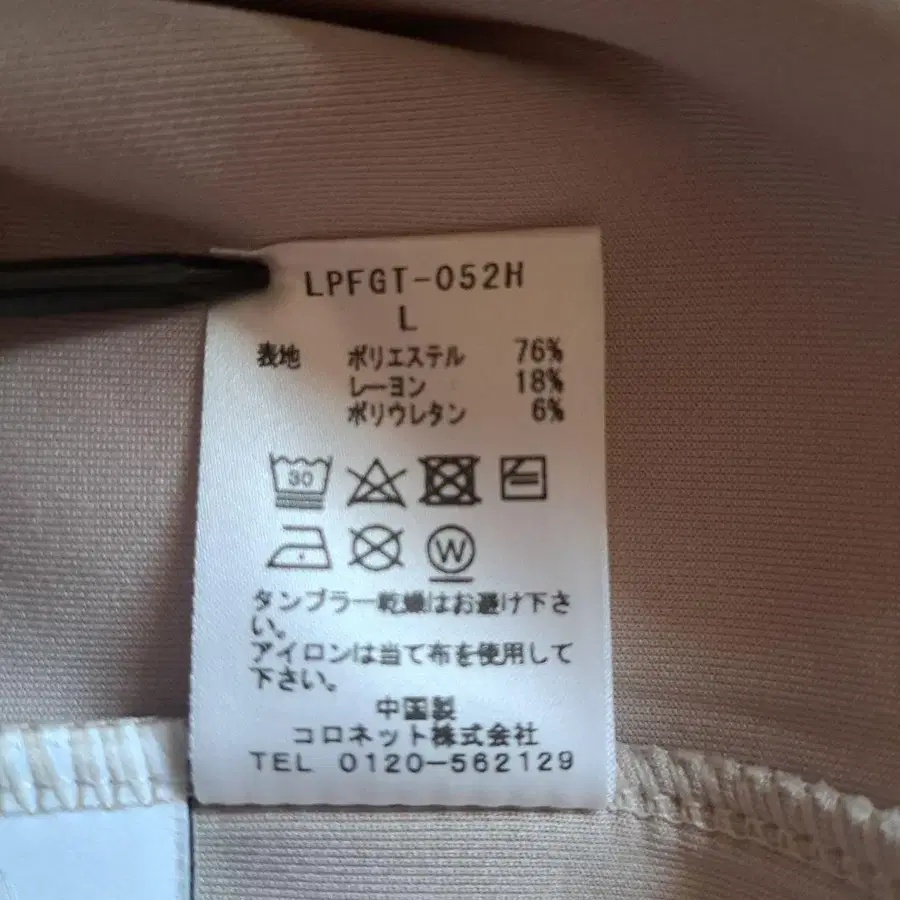 LPFGT-052H
L
表地 ポリエステル 76%
レーヨン 18%
ポリウレタン 6%
30
W
タンブラー乾燥はお避け下さ
い。
アイロンは当て布を使用して
下さい。
中国製
コロネット株式会社
TEL 0120-562129